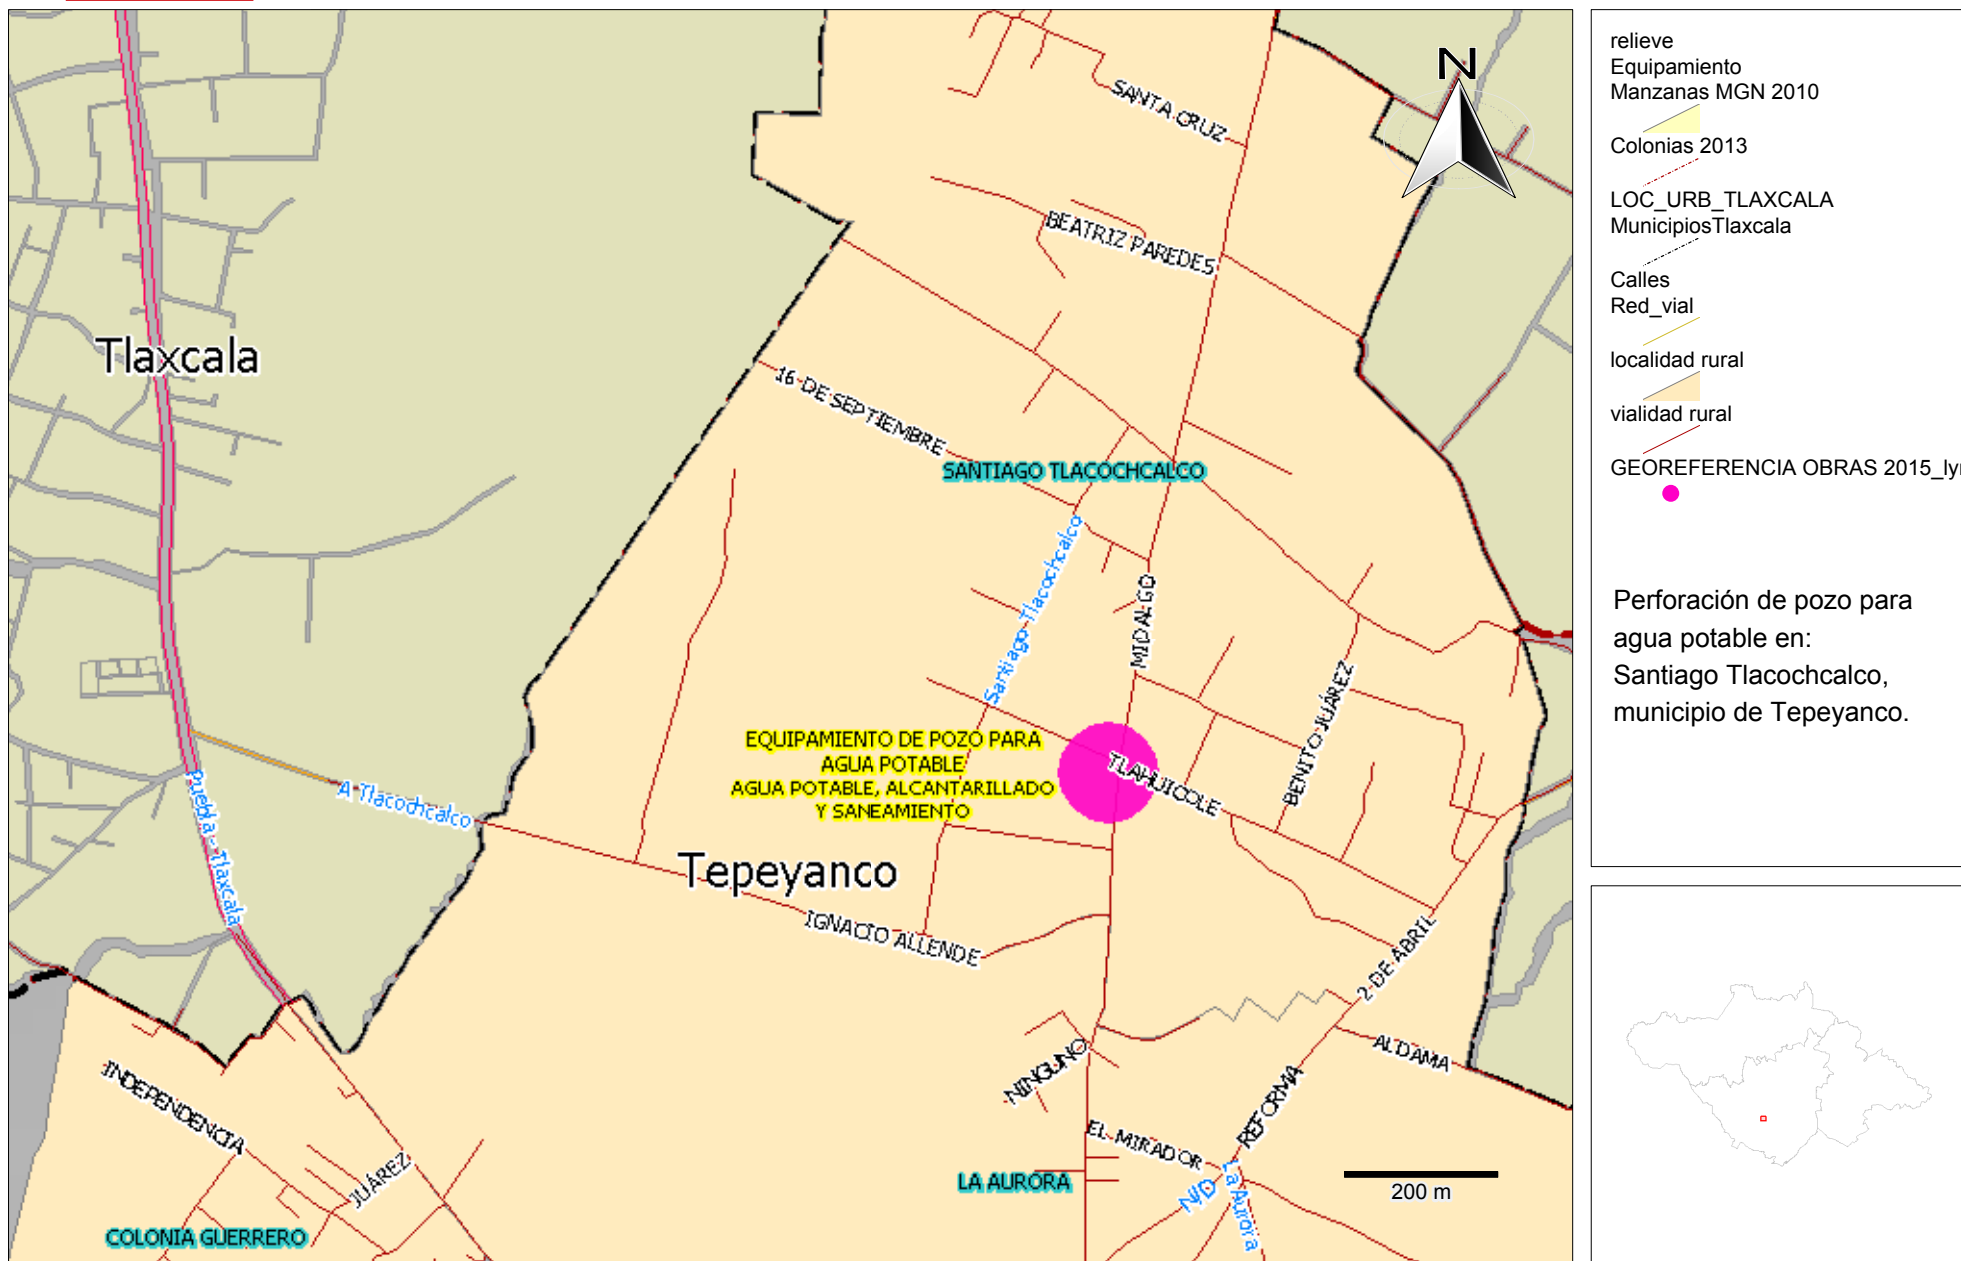 N
SANTA CRUZ
BEATRIZ PAREDES
Tlaxcala
16 DE SEPTIEMBRE
SANTIAGO TLACOCHCALCO
Santiago Tlacochcalco
MIDALGO
BENITO JUÁREZ
EQUIPAMIENTO DE POZO PARA
AGUA POTABLE
AGUA POTABLE, ALCANTARILLADO
Y SANEAMIENTO
TLAHUICOLE
A Tlacochcalco
Puebla - Tlaxcala
Tepeyanco
IGNACIO ALLENDE
2 DE ABRIL
ALDAMA
NINGUNO
REFORMA
INDEPENDENCIA
JUÁREZ
EL MIRADOR
LA AURORA
N/D
La Aurora
200 m
COLONIA GUERRERO
relieve
Equipamiento
Manzanas MGN 2010
Colonias 2013
LOC_URB_TLAXCALA
MunicipiosTlaxcala
Calles
Red_vial
localidad rural
vialidad rural
GEOREFERENCIA OBRAS 2015_ly
Perforación de pozo para
agua potable en:
Santiago Tlacochcalco,
municipio de Tepeyanco.